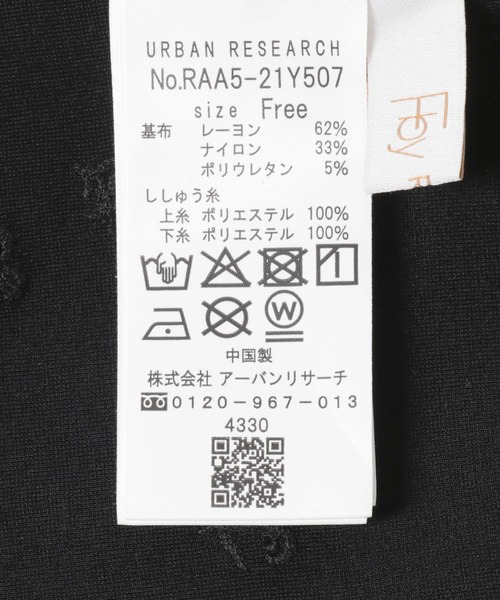 URBAN RESEARCH
No.RAA5-21Y507
size Free
基布 レーヨン 62%
ナイロン 33%
ポリウレタン 5%
ししゅう糸
上糸 ポリエステル 100%
下糸 ポリエステル 100%
W
中国製
株式会社 アーバンリサーチ
0120-967-013
4330
by